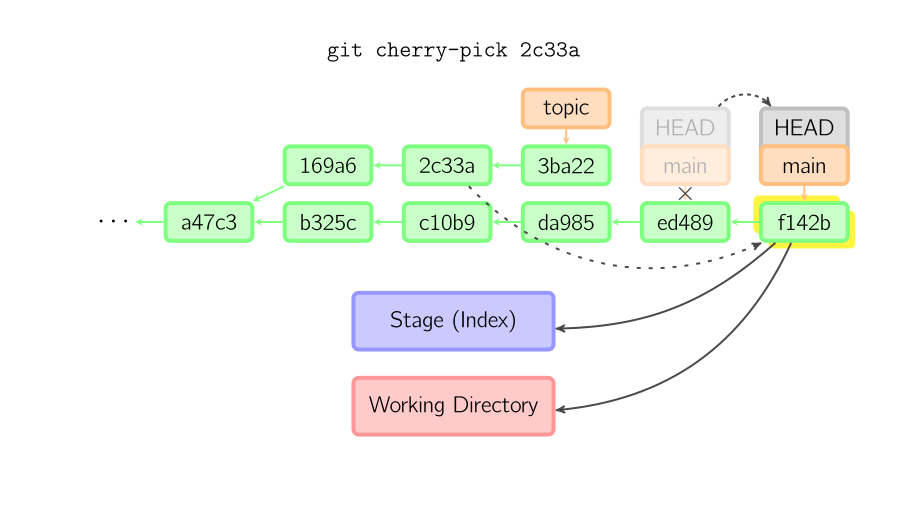 git cherry-pick 2c33a
topic
HEAD HEAD
169a6 2c33a 3ba22 main main
... a47c3 b325c c10b9 da985 ed489 f142b
Stage (Index)
Working Directory